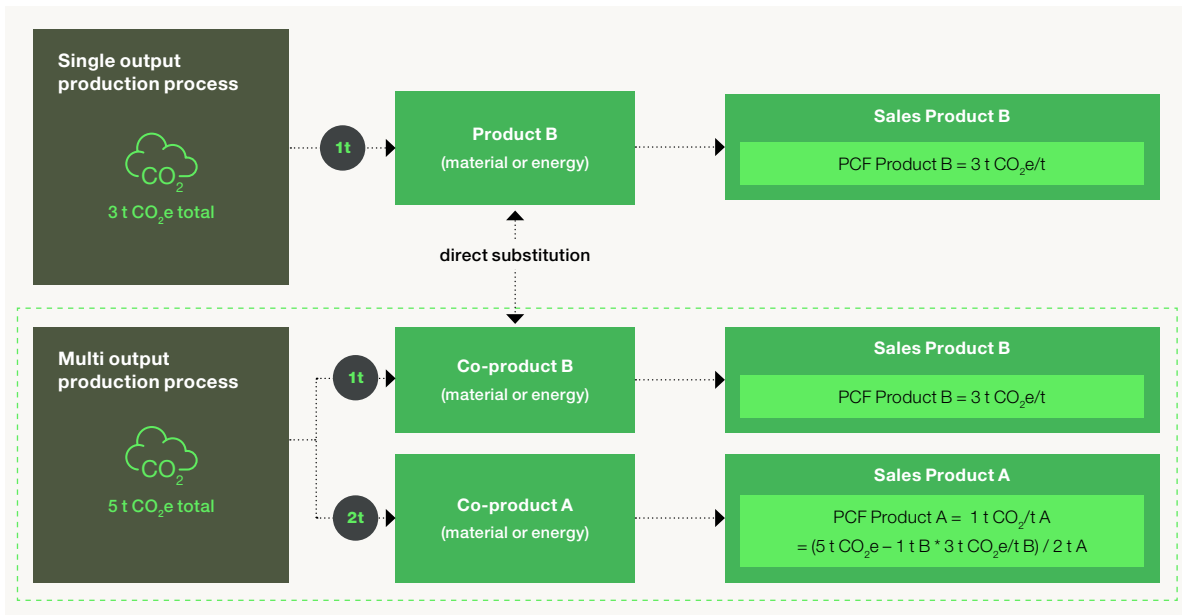 Single output
production process
CO₂
3 t CO₂e total
1t
Product B
(material or energy)
Sales Product B
PCF Product B = 3 t CO₂e/t
direct substitution
Multi output
production process
CO₂
5 t CO₂e total
1t
Co-product B
(material or energy)
Sales Product B
PCF Product B = 3 t CO₂e/t
2t
Co-product A
(material or energy)
Sales Product A
PCF Product A = 1 t CO₂/t A
= (5 t CO₂e – 1 t B * 3 t CO₂e/t B) / 2 t A